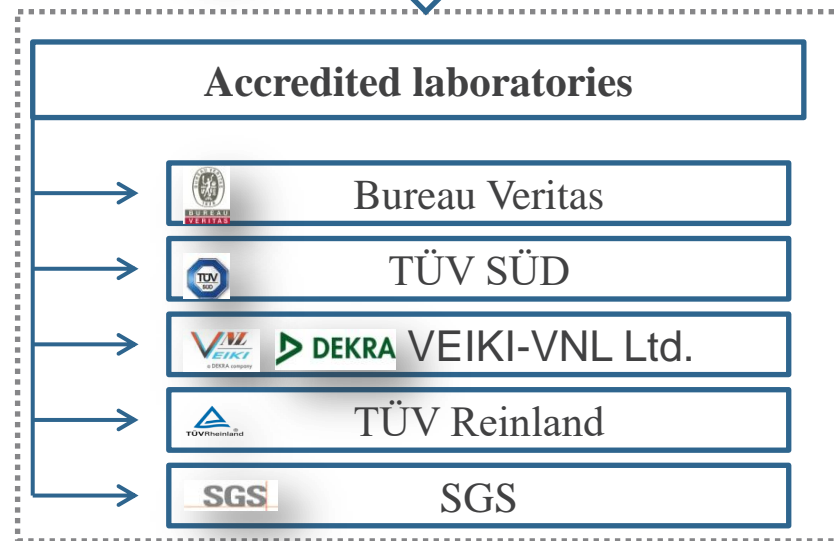 Accredited laboratories
BUREAU
VERITAS
Bureau Veritas
TÜV
SÜD
TÜV SÜD
VNL
VEIKI
a DEKRA company
DEKRA VEIKI-VNL Ltd.
TÜVRheinland®
TÜV Reinland
SGS
SGS